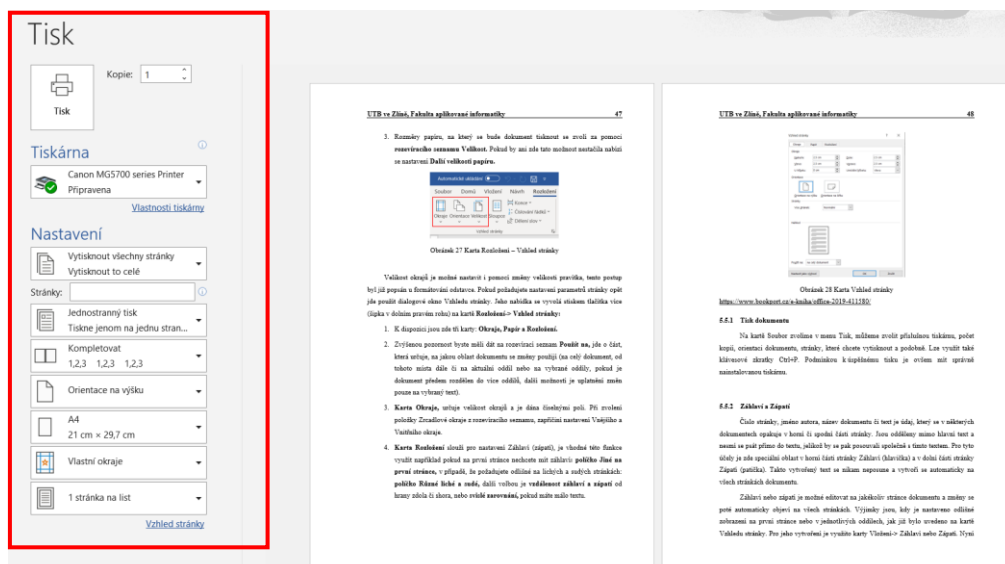 Tisk
Kopie: 1
Tisk
Tiskárna
Canon MG5700 series Printer
Připravena
Vlastnosti tiskárny
Nastavení
Vytisknout všechny stránky
Vytisknout to celé
Stránky:
Jednostranný tisk
Tiskne jenom na jednu stran...
Kompletovat
1,2,3 1,2,3 1,2,3
Orientace na výšku
A4
21 cm × 29,7 cm
Vlastní okraje
1 stránka na list
Vzhled stránky
UTB ve Zlíně, Fakulta aplikované informatiky 47
3. Rozměry papíru, na který se bude dokument tisknout se zvolí za pomoci
rozevíracího seznamu Velikost. Pokud by ani zde tato možnost nestačila nabízí
se nastavení Další velikosti papíru.
Automatické ukládání
Soubor Domů Vložení Návrh Rozložení
Okraje Orientace Velikost Sloupce
Konce
Číslování řádků
Dělení slov
Vzhled stránky
Obrázek 27 Karta Rozložení – Vzhled stránky
Velikost okrajů je možné nastavit i pomocí změny velikosti pravítka, tento postup
byl již popsán u formátování odstavce. Pokud požadujete nastavení parametrů stránky opět
jde použít dialogové okno Vzhledu stránky. Jeho nabídka se vyvolá stiskem tlačítka více
(šipka v dolním pravém rohu) na kartě Rozložení-> Vzhled stránky:
1. K dispozici jsou zde tři karty: Okraje, Papír a Rozložení.
2. Zvýšenou pozornost byste měli dát na rozevírací seznam Použít na, jde o část,
která určuje, na jakou oblast dokumentu se změny použijí (na celý dokument, od
tohoto místa dále či na aktuální oddíl nebo na vybrané oddíly, pokud je
dokument předem rozdělen do více oddílů, další možností je uplatnění změn
pouze na vybraný text).
3. Karta Okraje, určuje velikost okrajů a je dána číselnými poli. Při zvolení
položky Zrcadlové okraje z rozevíracího seznamu, zapříčiní nastavení Vnějšího a
Vnitřního okraje.
4. Karta Rozložení slouží pro nastavení Záhlaví (zápatí), je vhodné této funkce
využít například pokud na první stránce nechcete mít záhlaví: políčko Jiné na
první stránce, v případě, že požadujete odlišné na lichých a sudých stránkách:
políčko Různé liché a sudé, další volbou je vzdálenost záhlaví a zápatí od
hrany zdola či shora, nebo svislé zarovnání, pokud máte málo textu.
UTB ve Zlíně, Fakulta aplikované informatiky 48
Obrázek 28 Karta Vzhled stránky
https://www.bookport.cz/e-kniha/office-2019-411580/
5.5.1 Tisk dokumentu
Na kartě Soubor zvolíme v menu Tisk, můžeme zvolit příslušnou tiskárnu, počet
kopií, orientaci dokumentu, stránky, které chcete vytisknout a podobně. Lze využít také
klávesové zkratky Ctrl+P. Podmínkou k úspěšnému tisku je ovšem mít správně
nainstalovanou tiskárnu.
5.5.2 Záhlaví a Zápatí
Číslo stránky, jméno autora, název dokumentu či text je údaj, který se v některých
dokumentech opakuje v horní či spodní části stránky. Jsou odděleny mimo hlavní text a
nesmí se psát přímo do textu, jelikož by se pak posouvali společně s tímto textem. Pro tyto
účely je zde speciální oblast v horní části stránky Záhlaví (hlavička) a v dolní části stránky
Zápatí (patička). Takto vytvořený text se nikam neposune a vytvoří se automaticky na
všech stránkách dokumentu.
Záhlaví nebo zápatí je možné editovat na jakékoliv stránce dokumentu a změny se
poté automaticky objeví na všech stránkách. Výjimky jsou, kdy je nastaveno odlišné
zobrazení na první stránce nebo v jednotlivých oddílech, jak již bylo uvedeno na kartě
Vzhledu stránky. Pro jeho vytvoření je využito karty Vložení-> Záhlaví nebo Zápatí. Nyní